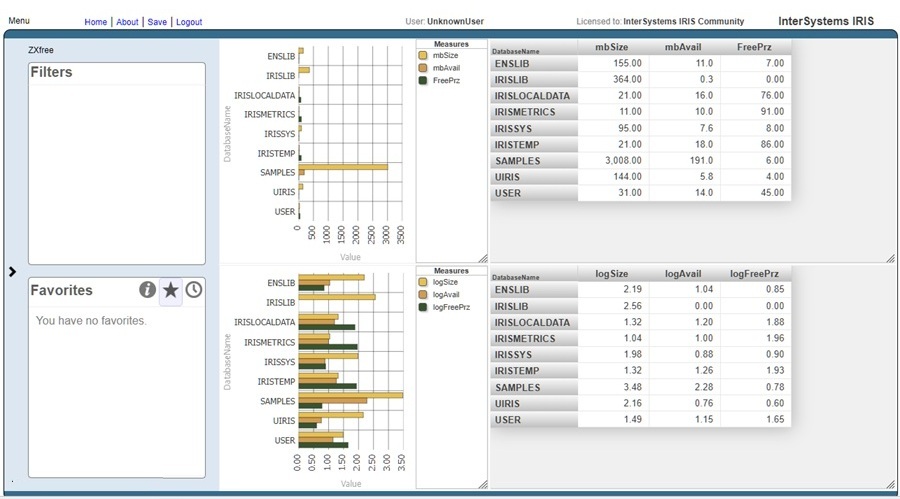 Menu
Home | About | Save | Logout
User: UnknownUser
Licensed to: InterSystems IRIS Community
InterSystems IRIS
ZXfree
Filters
Favorites
You have no favorites.
DatabaseName
ENSLIB
IRISLIB
IRISLOCALDATA
IRISMETRICS
IRISSYS
IRISTEMP
SAMPLES
UIRIS
USER
0 500 1000 1500 2000 2500 3000 3500
Value
Measures
mbSize
mbAvail
FreePrz
DatabaseName mbSize mbAvail FreePrz
ENSLIB 155.00 11.0 7.00
IRISLIB 364.00 0.3 0.00
IRISLOCALDATA 21.00 16.0 76.00
IRISMETRICS 11.00 10.0 91.00
IRISSYS 95.00 7.6 8.00
IRISTEMP 21.00 18.0 86.00
SAMPLES 3,008.00 191.0 6.00
UIRIS 144.00 5.8 4.00
USER 31.00 14.0 45.00
DatabaseName
ENSLIB
IRISLIB
IRISLOCALDATA
IRISMETRICS
IRISSYS
IRISTEMP
SAMPLES
UIRIS
USER
0.00 0.50 1.00 1.50 2.00 2.50 3.00 3.50
Value
Measures
logSize
logAvail
logFreePrz
DatabaseName logSize logAvail logFreePrz
ENSLIB 2.19 1.04 0.85
IRISLIB 2.56 0.00 0.00
IRISLOCALDATA 1.32 1.20 1.88
IRISMETRICS 1.04 1.00 1.96
IRISSYS 1.98 0.88 0.90
IRISTEMP 1.32 1.26 1.93
SAMPLES 3.48 2.28 0.78
UIRIS 2.16 0.76 0.60
USER 1.49 1.15 1.65